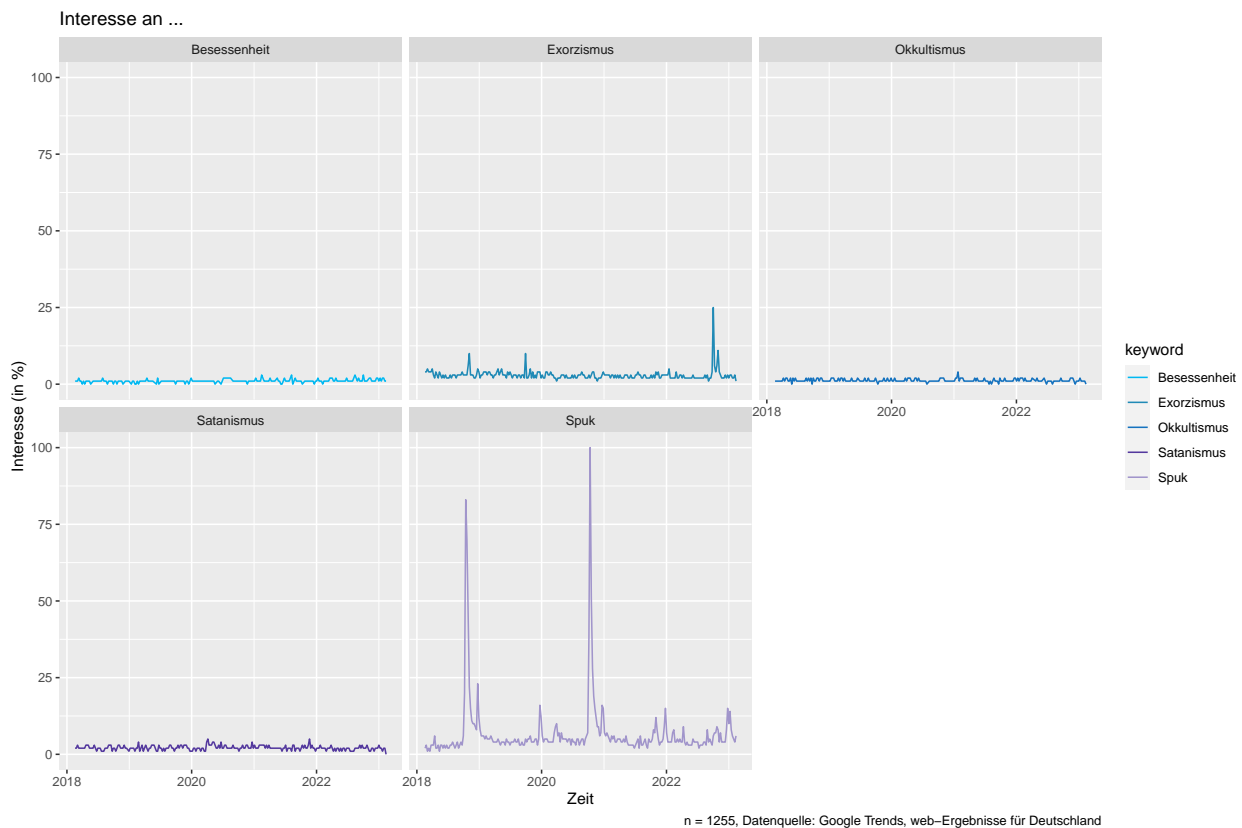 Interesse an ...
Besessenheit
Exorzismus
Okkultismus
100
75
50
25
0
2018
2020
2022
Satanismus
Spuk
100
75
50
25
0
2018
2020
2022
2018
2020
2022
Interesse (in %)
Zeit
keyword
Besessenheit
Exorzismus
Okkultismus
Satanismus
Spuk
n = 1255, Datenquelle: Google Trends, web−Ergebnisse für Deutschland